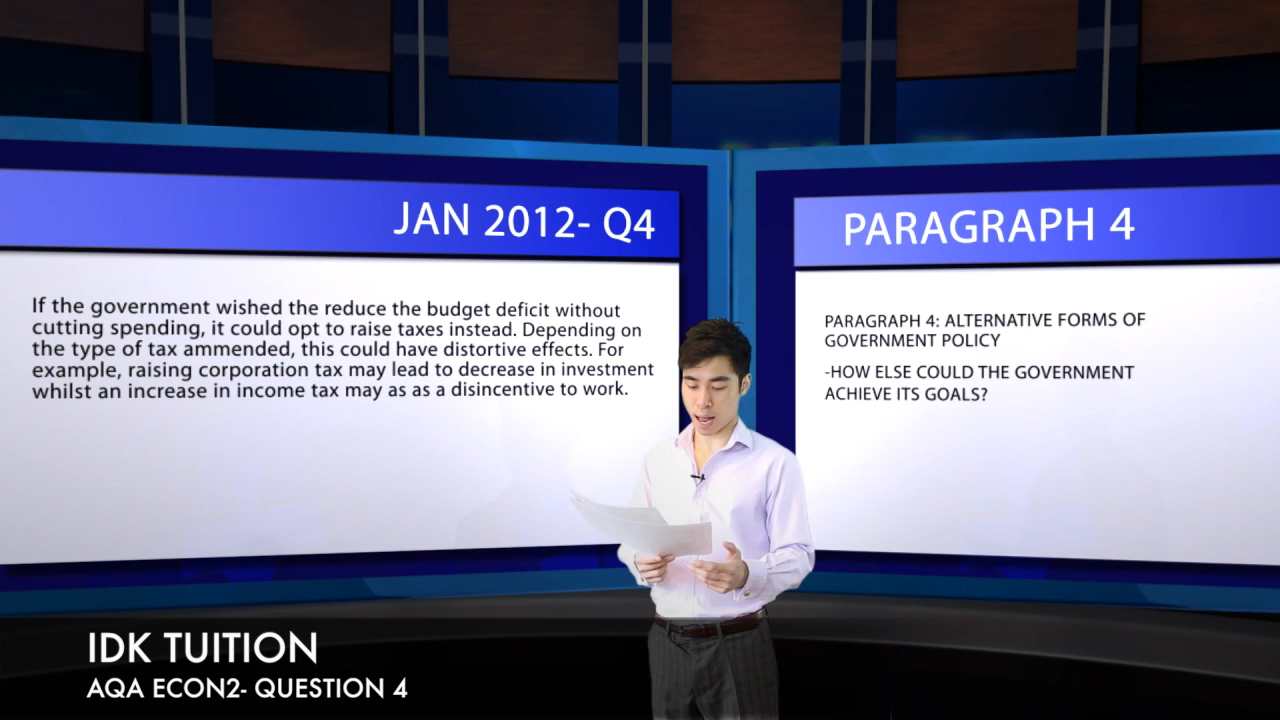 JAN 2012- Q4
If the government wished the reduce the budget deficit without
cutting spending, it could opt to raise taxes instead. Depending on
the type of tax ammended, this could have distortive effects. For
example, raising corporation tax may lead to decrease in investment
whilst an increase in income tax may as as a disincentive to work.
PARAGRAPH 4
PARAGRAPH 4: ALTERNATIVE FORMS OF
GOVERNMENT POLICY
-HOW ELSE COULD THE GOVERNMENT
ACHIEVE ITS GOALS?
IDK TUITION
AQA ECON2- QUESTION 4